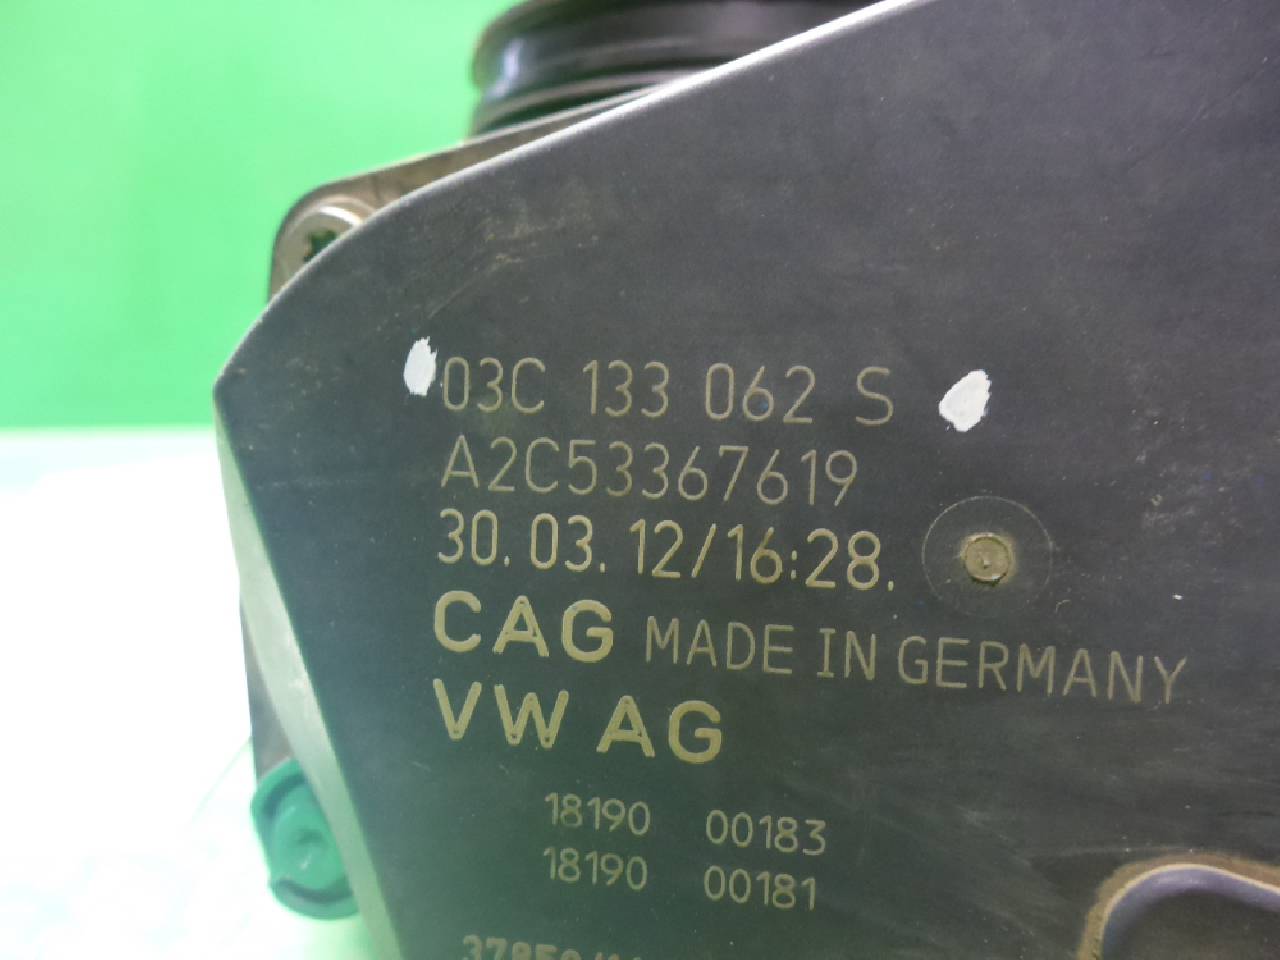 03C 133 062 S
A2C53367619
30.03.12/16:28.
CAG MADE IN GERMANY
VW AG
18190 00183
18190 00181